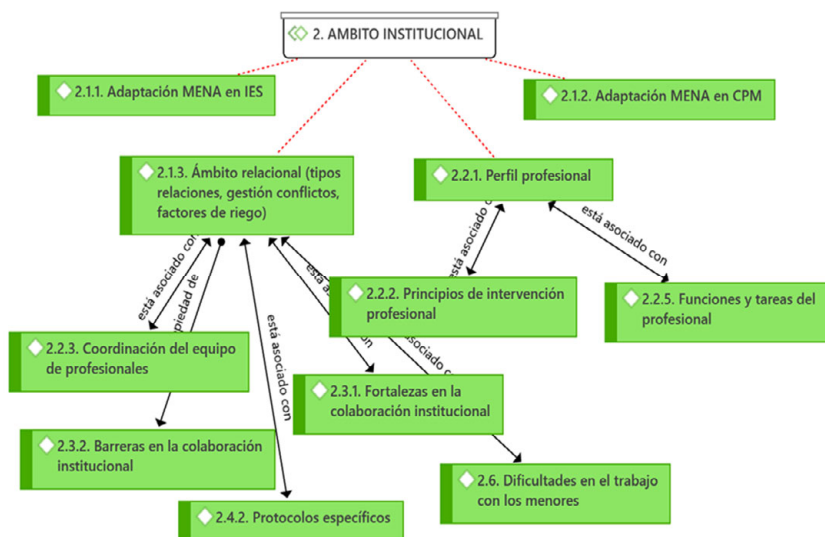 2. AMBITO INSTITUCIONAL
2.1.1. Adaptación MENA en IES
2.1.2. Adaptación MENA en CPM
2.1.3. Ámbito relacional (tipos
relaciones, gestión conflictos,
factores de riego)
2.2.1. Perfil profesional
está asociado con
piedad de
está asociado con
está
con
asociado
está asociado
está asociado con
2.2.2. Principios de intervención
profesional
2.2.5. Funciones y tareas del
profesional
2.2.3. Coordinación del equipo
de profesionales
2.3.1. Fortalezas en la
colaboración institucional
2.3.2. Barreras en la colaboración
institucional
2.6. Dificultades en el trabajo
con los menores
2.4.2. Protocolos específicos